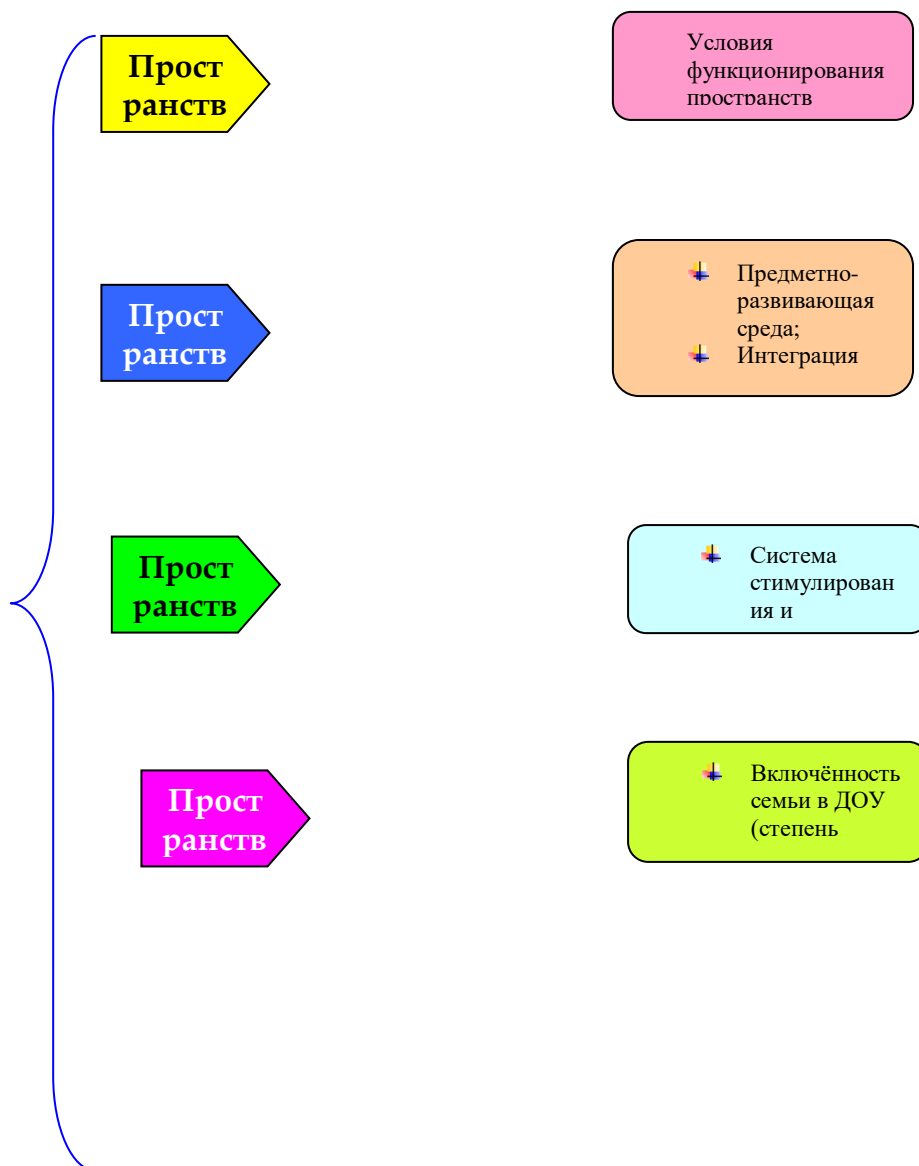 Прост
ранств
Условия
функционирования
пространств
Прост
ранств
Предметно-
развивающая
среда;
Интеграция
Прост
ранств
Система
стимулирован
ия и
Прост
ранств
Включённость
семьи в ДОУ
(степень